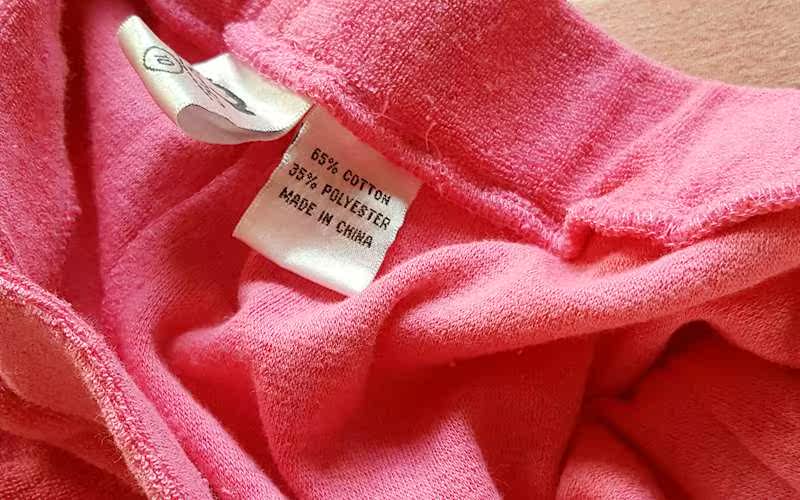 65% COTTON
35% POLYESTER
MADE IN CHINA